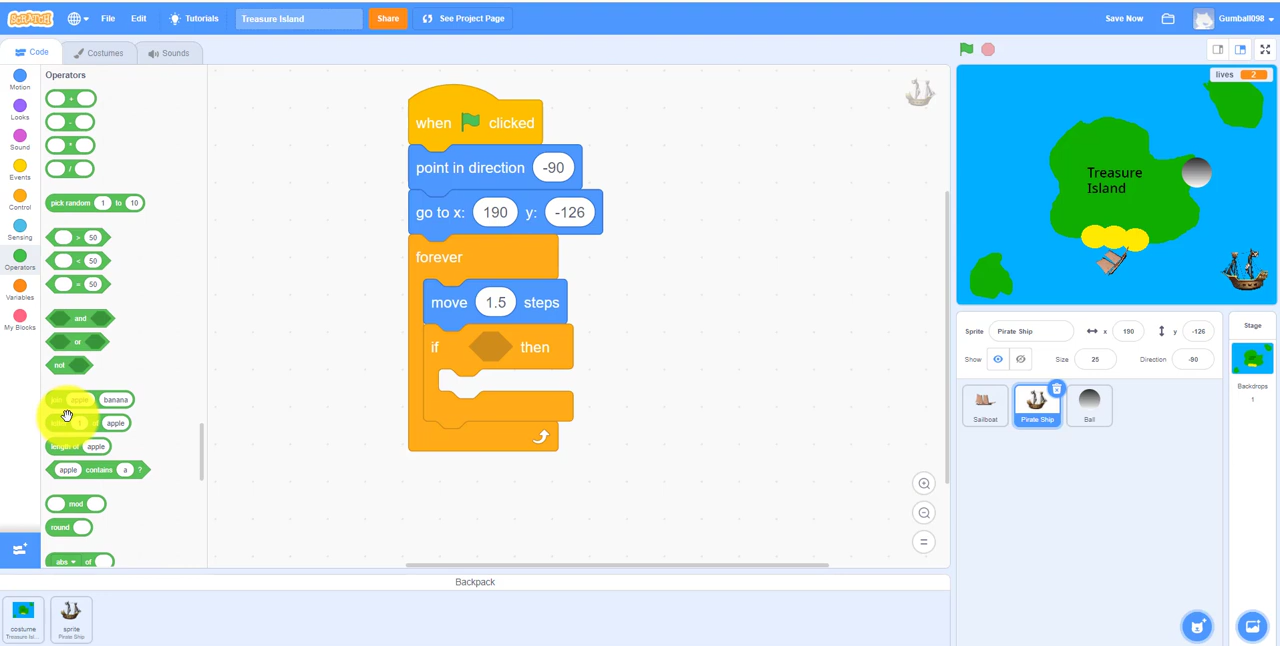 SCRATCH File Edit Tutorials Treasure Island Share See Project Page Save Now Gumball098
Code Costumes Sounds
Motion
Looks
Sound
Events
Control
Sensing
Operators
Variables
My Blocks
Operators
+
-
*
/
pick random 1 to 10
> 50
< 50
= 50
and
or
not
join apple banana
apple
length of apple
apple contains a ?
mod
round
abs of
when clicked
point in direction -90
go to x: 190 y: -126
forever
move 1.5 steps
if then
lives 2
Treasure
Island
Sprite Pirate Ship x 190 y -126
Show Size 25 Direction -90
Sailboat
Pirate Ship
Ball
Stage
Backdrops
1
Backpack
costume
Treasure Isl...
sprite
Pirate Ship